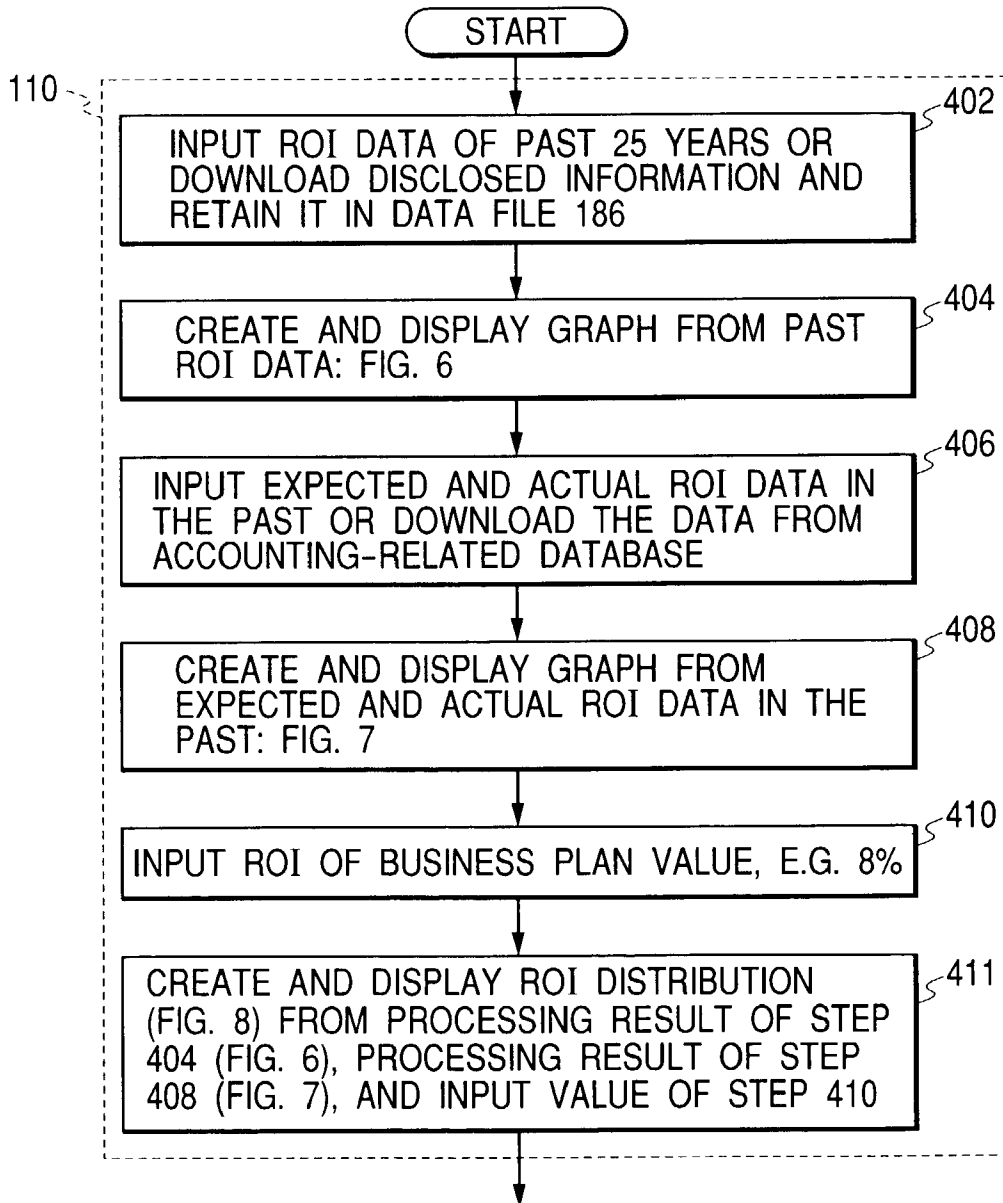 START
110
402
INPUT ROI DATA OF PAST 25 YEARS OR
DOWNLOAD DISCLOSED INFORMATION AND
RETAIN IT IN DATA FILE 186
404
CREATE AND DISPLAY GRAPH FROM PAST
ROI DATA: FIG. 6
406
INPUT EXPECTED AND ACTUAL ROI DATA IN
THE PAST OR DOWNLOAD THE DATA FROM
ACCOUNTING-RELATED DATABASE
408
CREATE AND DISPLAY GRAPH FROM
EXPECTED AND ACTUAL ROI DATA IN THE
PAST: FIG. 7
410
INPUT ROI OF BUSINESS PLAN VALUE, E.G. 8%
411
CREATE AND DISPLAY ROI DISTRIBUTION
(FIG. 8) FROM PROCESSING RESULT OF STEP
404 (FIG. 6), PROCESSING RESULT OF STEP
408 (FIG. 7), AND INPUT VALUE OF STEP 410